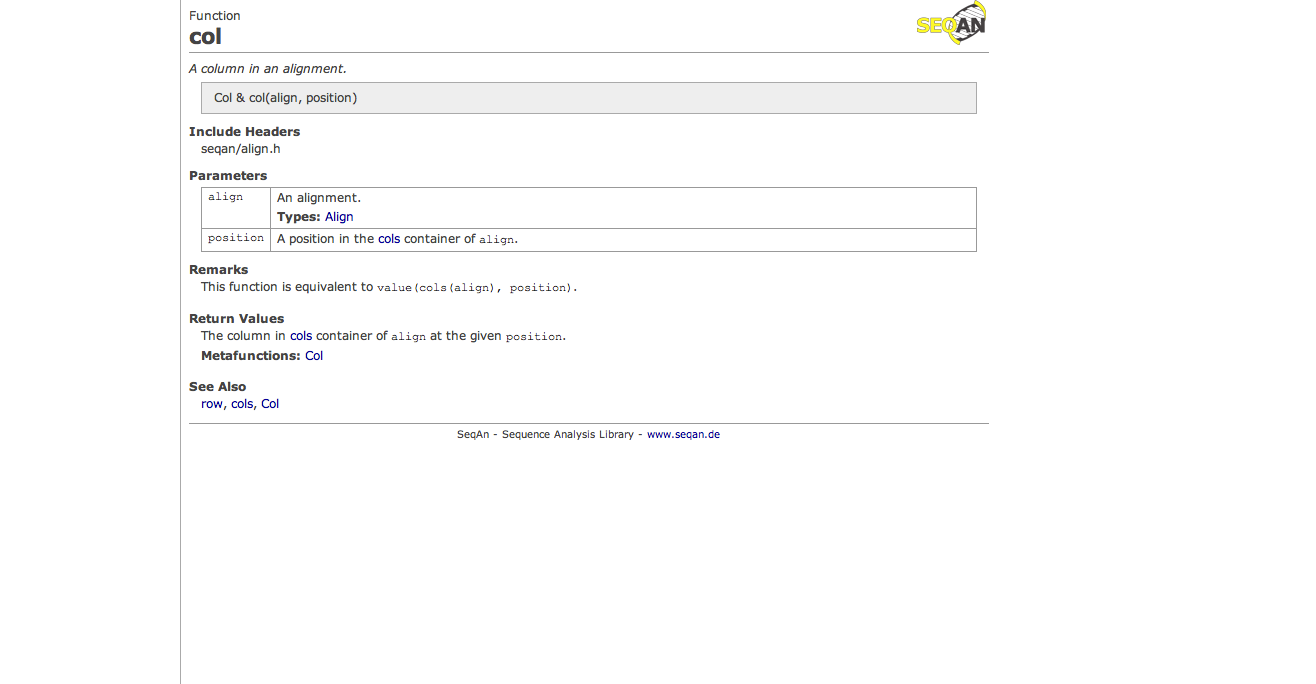 Function
SEQAN
col
A column in an alignment.
Col & col(align, position)
Include Headers
seqan/align.h
Parameters
align An alignment.
Types: Align
position A position in the cols container of align.
Remarks
This function is equivalent to value(cols(align), position).
Return Values
The column in cols container of align at the given position.
Metafunctions: Col
See Also
row, cols, Col
SeqAn - Sequence Analysis Library - www.seqan.de